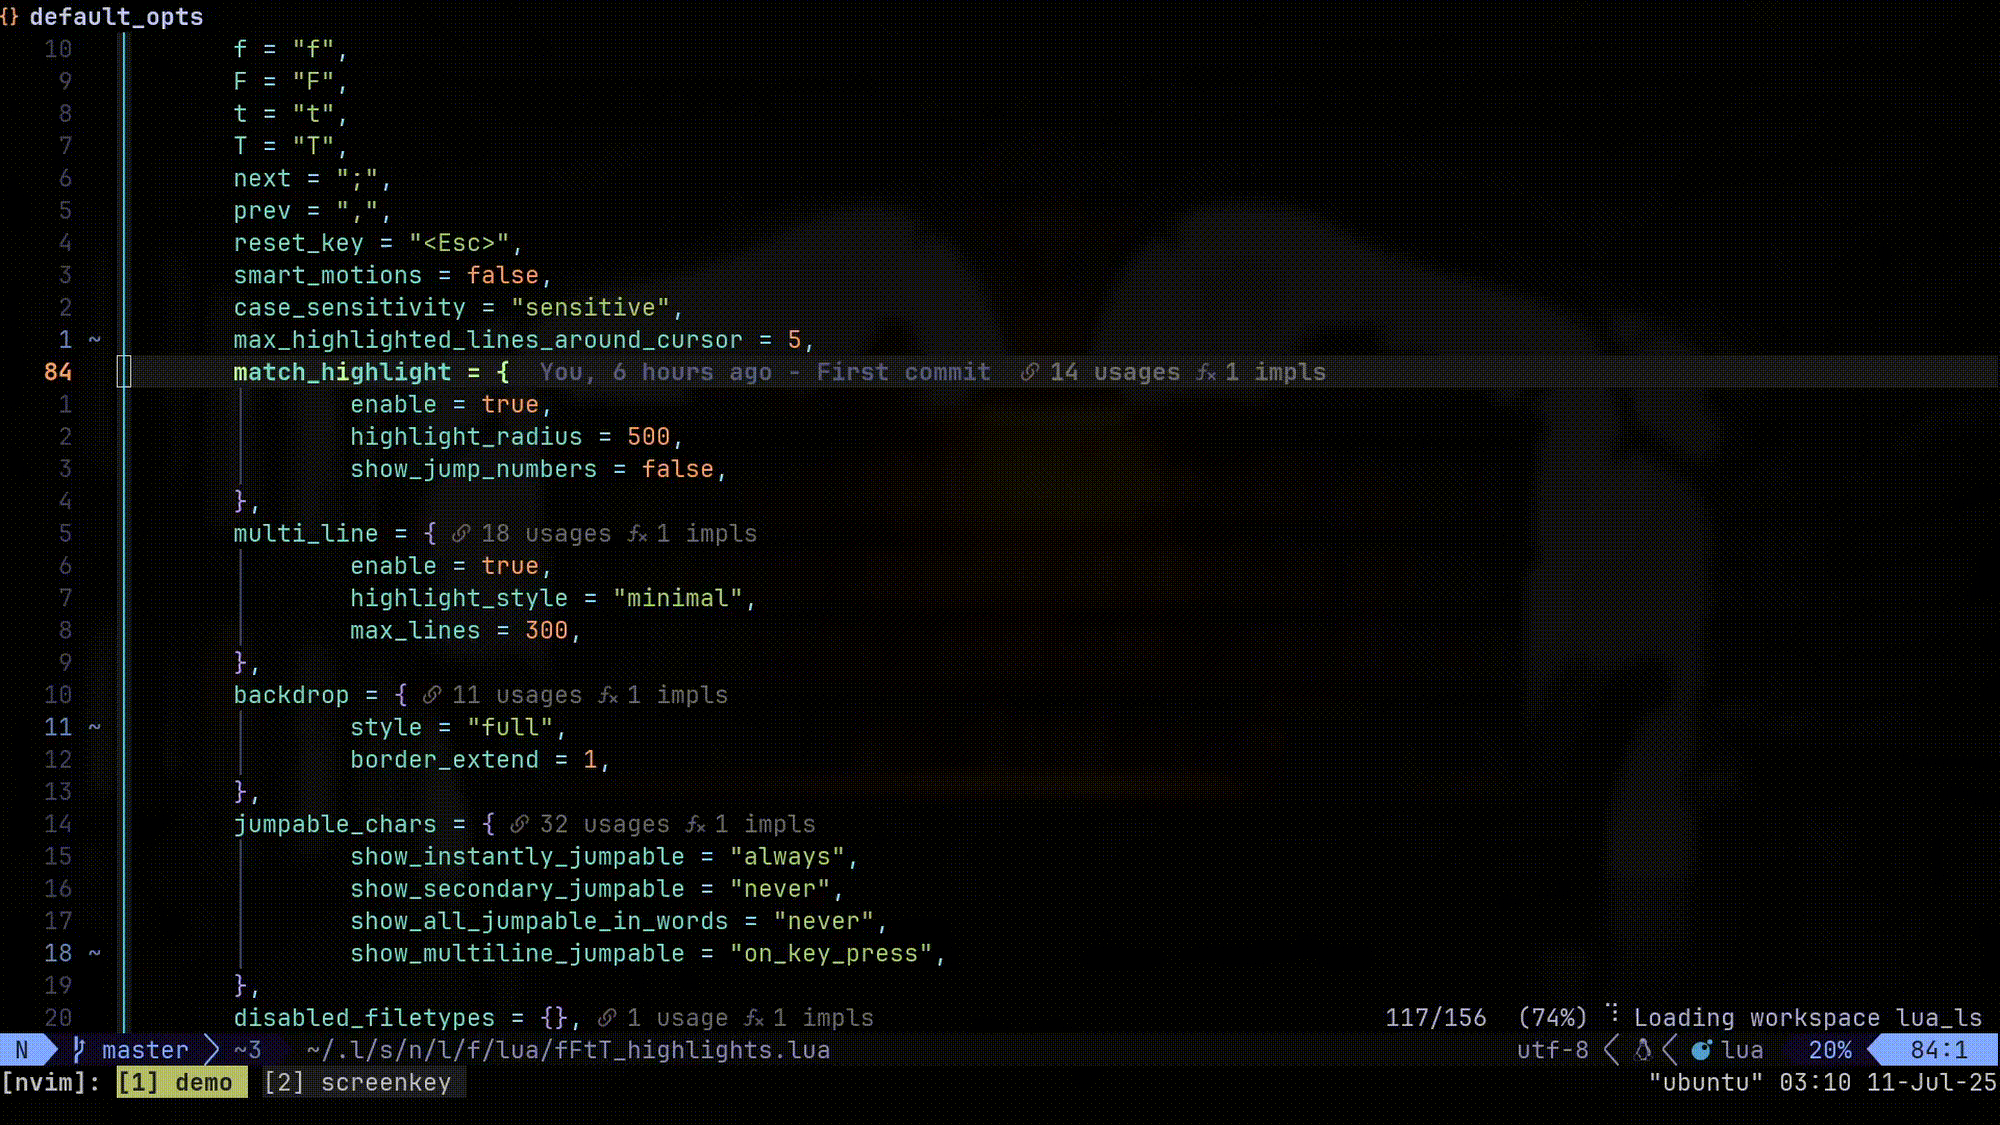 {} default_opts
10 f = "f",
9 F = "F",
8 t = "t",
7 T = "T",
6 next = ";",
5 prev = ",",
4 reset_key = "<Esc>",
3 smart_motions = false,
2 case_sensitivity = "sensitive",
1 ~ max_highlighted_lines_around_cursor = 5,
84 match_highlight = { You, 6 hours ago - First commit 14 usages fx 1 impls
1 enable = true,
2 highlight_radius = 500,
3 show_jump_numbers = false,
4 },
5 multi_line = { 18 usages fx 1 impls
6 enable = true,
7 highlight_style = "minimal",
8 max_lines = 300,
9 },
10 backdrop = { 11 usages fx 1 impls
11 ~ style = "full",
12 border_extend = 1,
13 },
14 jumpable_chars = { 32 usages fx 1 impls
15 show_instantly_jumpable = "always",
16 show_secondary_jumpable = "never",
17 show_all_jumpable_in_words = "never",
18 ~ show_multiline_jumpable = "on_key_press",
19 },
20 disabled_filetypes = {}, 1 usage fx 1 impls 117/156 (74%) Loading workspace lua_ls
N master ~3 ~/.l/s/n/l/f/lua/fFtT_highlights.lua utf-8 lua 20% 84:1
[nvim]: [1] demo [2] screenkey "ubuntu" 03:10 11-Jul-25